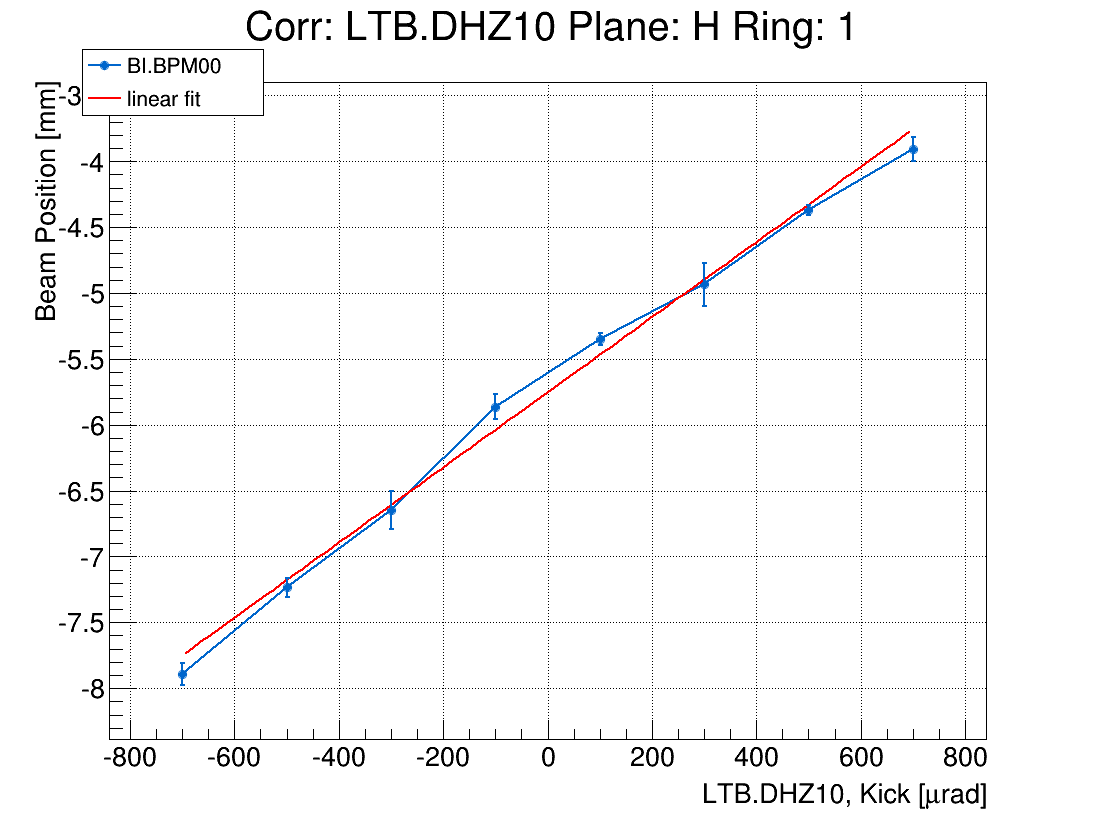 Corr: LTB.DHZ10 Plane: H Ring: 1
BI.BPM00
linear fit
Beam Position [mm]
-3
-4
-4.5
-5
-5.5
-6
-6.5
-7
-7.5
-8
-800 -600 -400 -200 0 200 400 600 800
LTB.DHZ10, Kick [μrad]